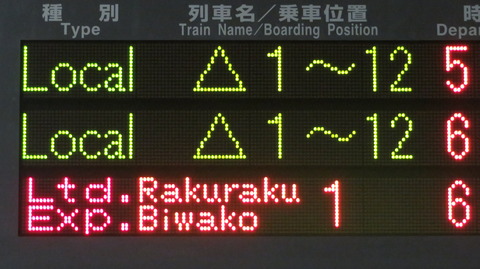 種 別 列車名／乗車位置 時
Type Train Name/Boarding Position Depa
Local △ 1～12 5
Local △ 1～12 6
Ltd. Rakuraku 1 6
Exp. Biwako